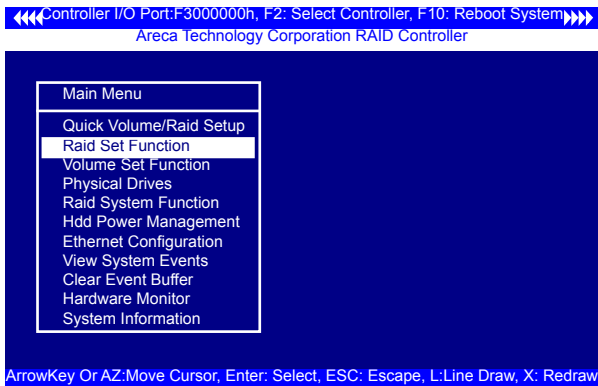 Controller I/O Port:F3000000h, F2: Select Controller, F10: Reboot System
Areca Technology Corporation RAID Controller
Main Menu
Quick Volume/Raid Setup
Raid Set Function
Volume Set Function
Physical Drives
Raid System Function
Hdd Power Management
Ethernet Configuration
View System Events
Clear Event Buffer
Hardware Monitor
System Information
ArrowKey Or AZ:Move Cursor, Enter: Select, ESC: Escape, L:Line Draw, X: Redraw